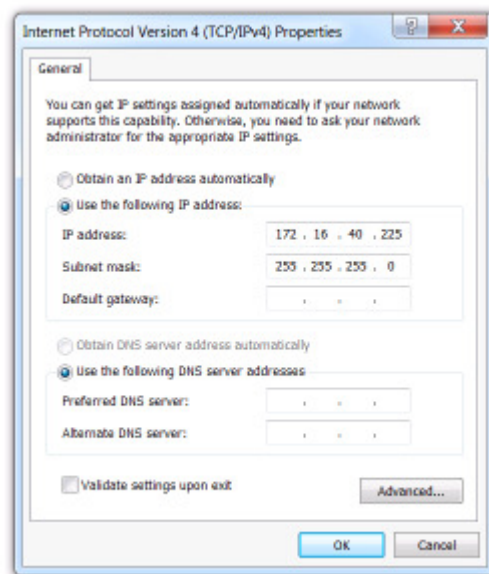 Internet Protocol Version 4 (TCP/IPv4) Properties
General
You can get IP settings assigned automatically if your network
supports this capability. Otherwise, you need to ask your network
administrator for the appropriate IP settings.
Obtain an IP address automatically
Use the following IP address:
IP address: 172 . 16 . 40 . 225
Subnet mask: 255 . 255 . 255 . 0
Default gateway: . . .
Obtain DNS server address automatically
Use the following DNS server addresses
Preferred DNS server: . . .
Alternate DNS server: . . .
Validate settings upon exit
Advanced...
OK Cancel